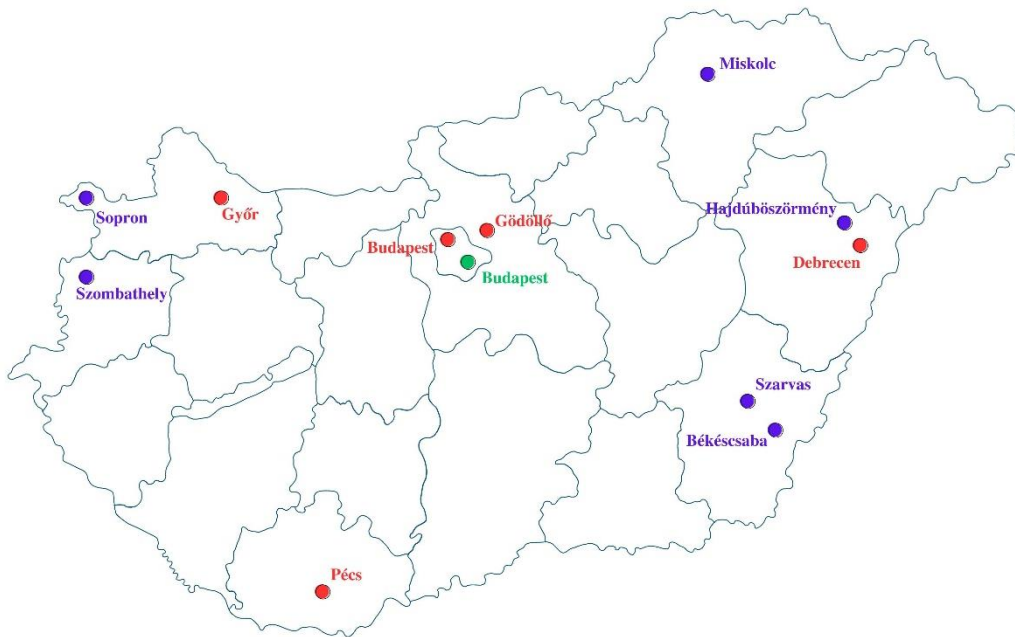 Miskolc
Sopron
Győr
Hajdúböszörmény
Gödöllő
Budapest
Debrecen
Budapest
Szombathely
Szarvas
Békéscsaba
Pécs